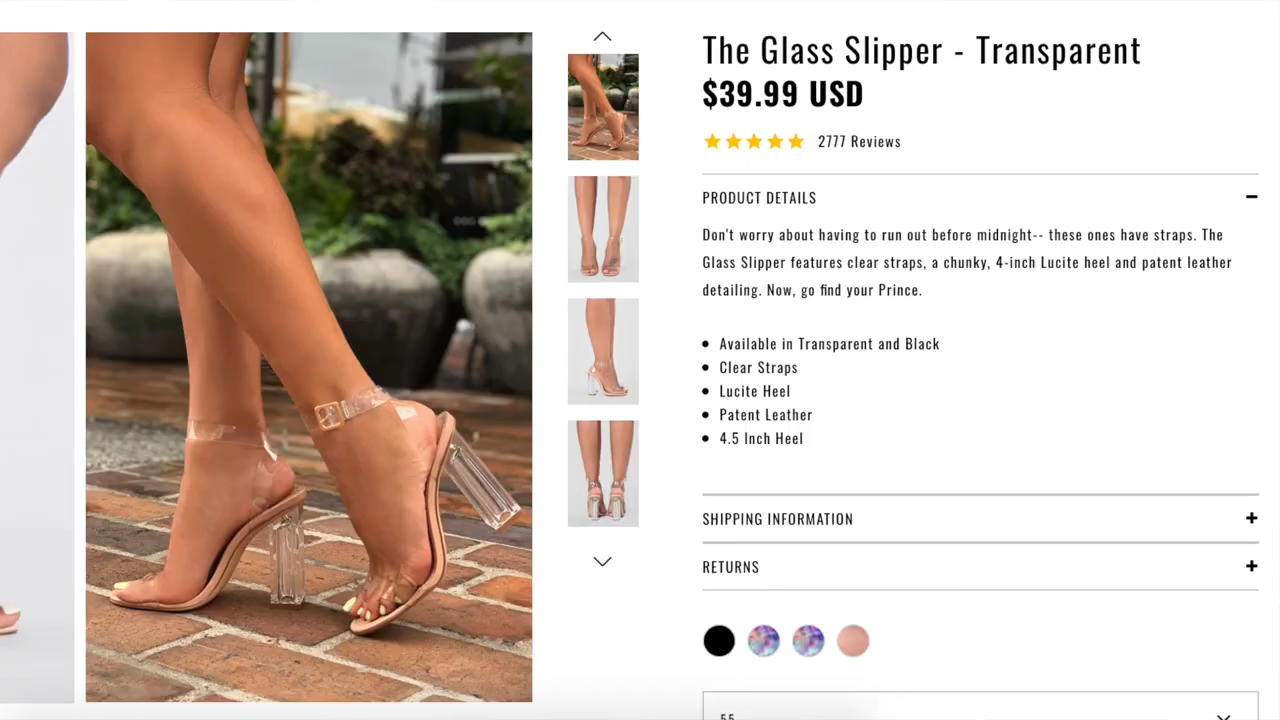 The Glass Slipper - Transparent
$39.99 USD
2777 Reviews
PRODUCT DETAILS
Don't worry about having to run out before midnight-- these ones have straps. The
Glass Slipper features clear straps, a chunky, 4-inch Lucite heel and patent leather
detailing. Now, go find your Prince.
Available in Transparent and Black
Clear Straps
Lucite Heel
Patent Leather
4.5 Inch Heel
SHIPPING INFORMATION
RETURNS